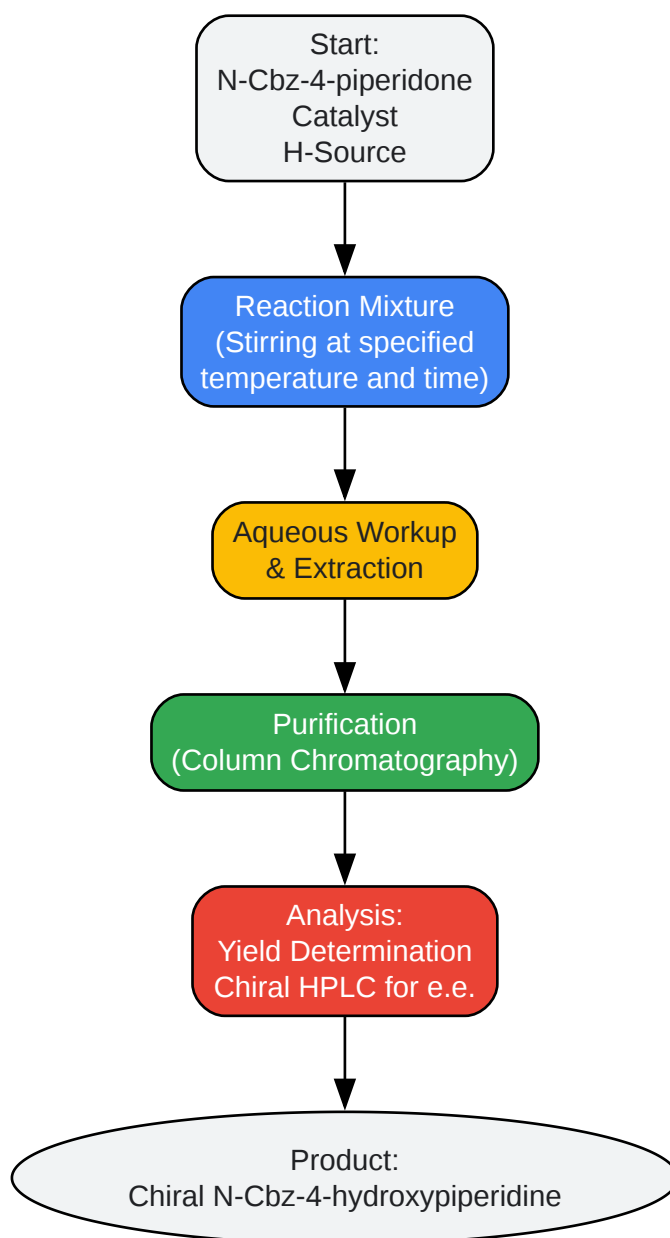 Start:
N-Cbz-4-piperidone
Catalyst
H-Source
Reaction Mixture
(Stirring at specified
temperature and time)
Aqueous Workup
& Extraction
Purification
(Column Chromatography)
Analysis:
Yield Determination
Chiral HPLC for e.e.
Product:
Chiral N-Cbz-4-hydroxypiperidine